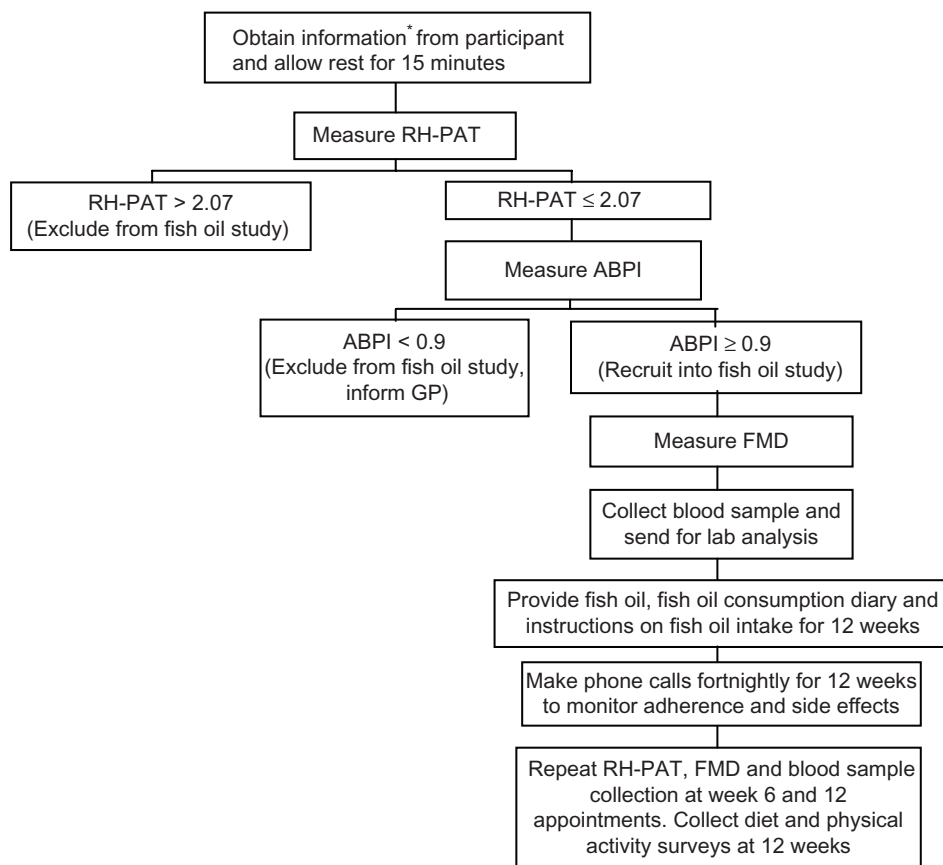 Obtain information* from participant
and allow rest for 15 minutes
Measure RH-PAT
RH-PAT > 2.07
(Exclude from fish oil study)
RH-PAT ≤ 2.07
Measure ABPI
ABPI < 0.9
(Exclude from fish oil study,
inform GP)
ABPI ≥ 0.9
(Recruit into fish oil study)
Measure FMD
Collect blood sample and
send for lab analysis
Provide fish oil, fish oil consumption diary and
instructions on fish oil intake for 12 weeks
Make phone calls fortnightly for 12 weeks
to monitor adherence and side effects
Repeat RH-PAT, FMD and blood sample
collection at week 6 and 12
appointments. Collect diet and physical
activity surveys at 12 weeks